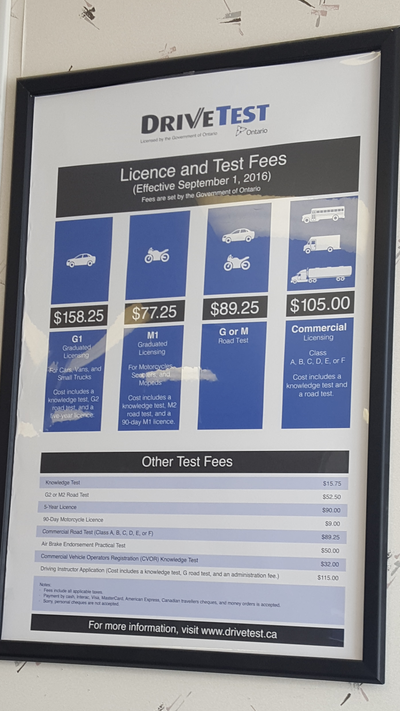 DRIVETEST
Licensed by the Government of Ontario
Ontario
Licence and Test Fees
(Effective September 1, 2016)
Fees are set by the Government of Ontario
$158.25
G1
Graduated
Licensing
For Cars, Vans, and
Small Trucks
Cost includes a
knowledge test, G2
road test, and a
five-year licence.
$77.25
M1
Graduated
Licensing
For Motorcycles,
and
Mopeds
Cost includes a
knowledge test, M2
road test, and a
90-day M1 licence.
$89.25
G or M
Road Test
$105.00
Commercial
Licensing
Class
A, B, C, D, E, or F
Cost includes a
knowledge test and
a road test.
Other Test Fees
Knowledge Test $15.75
G2 or M2 Road Test $52.50
5-Year Licence $90.00
90-Day Motorcycle Licence $9.00
Commercial Road Test (Class A, B, C, D, E, or F) $89.25
Air Brake Endorsement Practical Test $50.00
Commercial Vehicle Operators Registration (CVOR) Knowledge Test $32.00
Driving Instructor Application (Cost includes a knowledge test, G road test, and an administration fee.) $115.00
Notes:
Fees include all applicable taxes.
Payment by cash, Interac, Visa, MasterCard, American Express, Canadian travellers cheques, and money orders is accepted.
Sorry, personal cheques are not accepted.
For more information, visit www.drivetest.ca